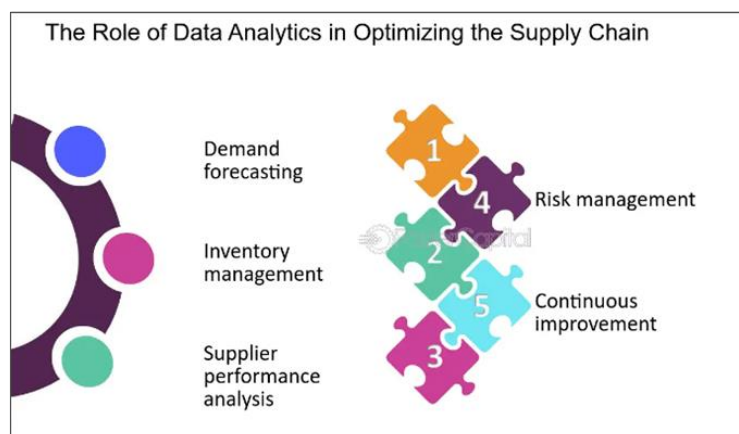 The Role of Data Analytics in Optimizing the Supply Chain
Demand
forecasting
Inventory
management
Supplier
performance
analysis
1
4
2
5
3
Risk management
Continuous
improvement